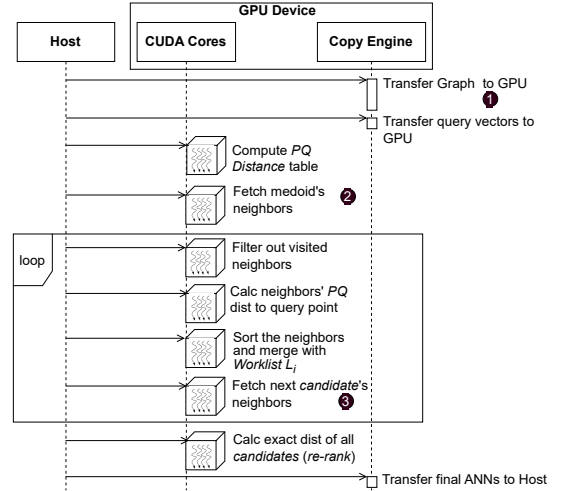 GPU Device
Host
CUDA Cores
Copy Engine
Transfer Graph to GPU
1
Transfer query vectors to
GPU
Compute PQ
Distance table
Fetch medoid's
neighbors
2
loop
Filter out visited
neighbors
Calc neighbors' PQ
dist to query point
Sort the neighbors
and merge with
Worklist Li
Fetch next candidate's
neighbors
3
Calc exact dist of all
candidates (re-rank)
Transfer final ANNs to Host